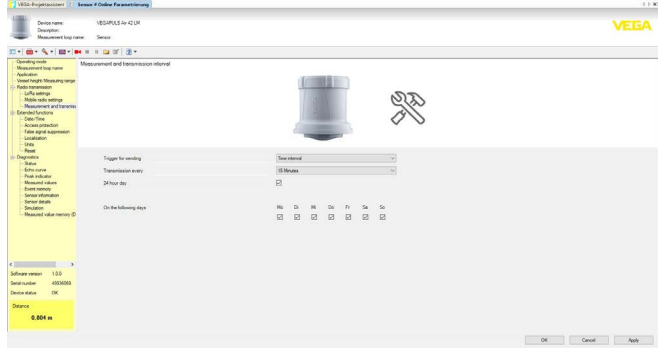 VEGA-Projektassistent
Sensor # Online Parametrierung
Device name: VEGAPULS Air 42 LM
Description:
Measurement loop name: Sensor
VEGA
Operating mode
Measurement loop name
Application
Vessel height/Measuring range
Radio transmission
LoRa settings
Mobile radio settings
Measurement and transmiss
Extended functions
Date/Time
Access protection
False signal suppression
Localisation
Units
Reset
Diagnostics
Status
Echo curve
Peak indicator
Measured values
Event memory
Sensor information
Sensor details
Simulation
Measured value memory (D
Measurement and transmission interval
Trigger for sending Time interval
Transmission every 15 Minutes
24 hour day
On the following days Mo Di Mi Do Fr Sa So
Software version 1.0.0
Serial number
Device status OK
Distance
0.804 m
OK Cancel Apply